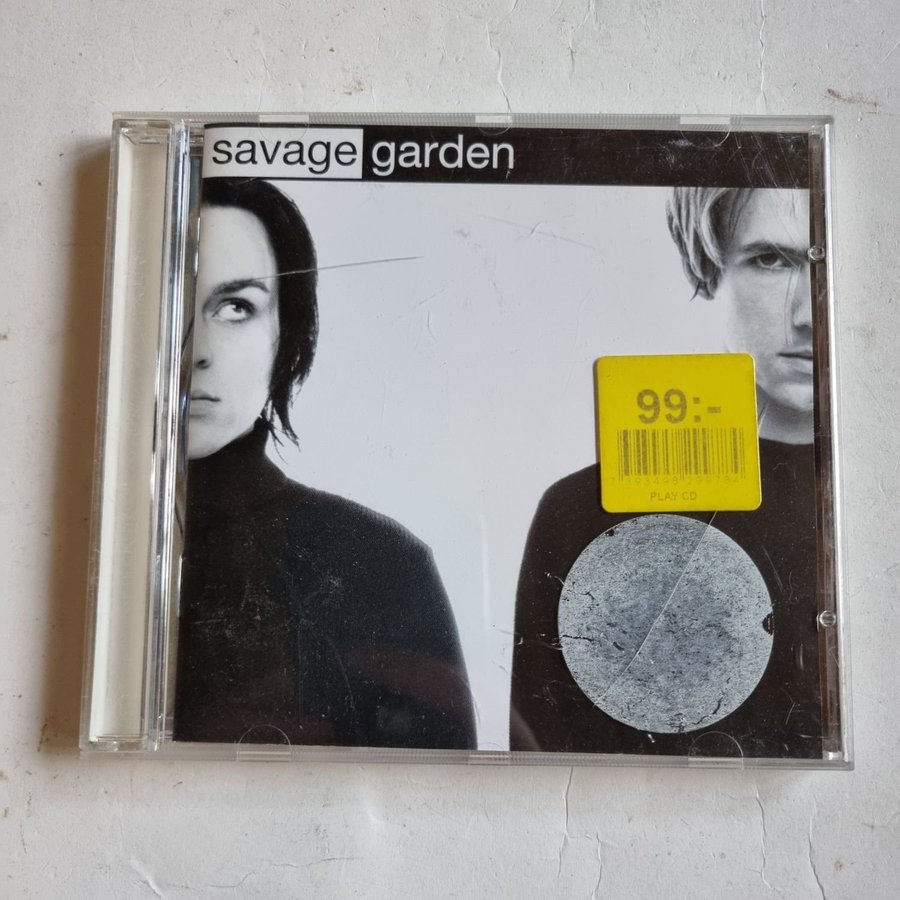 savage garden
99:-
PLAY CD